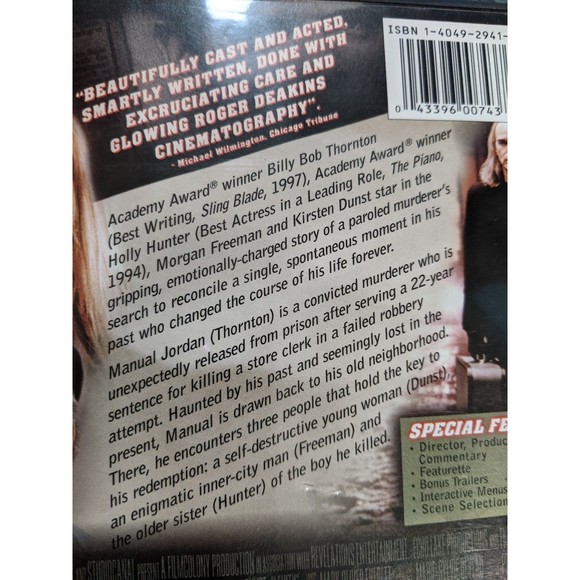 "BEAUTIFULLY CAST AND ACTED,
SMARTLY WRITTEN, DONE WITH
EXCRUCIATING CARE AND
GLOWING ROGER DEAKINS
CINEMATOGRAPHY".
- Michael Wilmington, Chicago Tribune
ISBN 1-4049-2941-
0 43396 00743
Academy Award® winner Billy Bob Thornton
(Best Writing, Sling Blade, 1997), Academy Award® winner
Holly Hunter (Best Actress in a Leading Role, The Piano,
1994), Morgan Freeman and Kirsten Dunst star in the
gripping, emotionally-charged story of a paroled murderer's
search to reconcile a single, spontaneous moment in his
past who changed the course of his life forever.
Manual Jordan (Thornton) is a convicted murderer who is
unexpectedly released from prison after serving a 22-year
sentence for killing a store clerk in a failed robbery
attempt. Haunted by his past and seemingly lost in the
present, Manual is drawn back to his old neighborhood.
There, he encounters three people that hold the key to
his redemption: a self-destructive young woman (Dunst),
an enigmatic inner-city man (Freeman) and
the older sister (Hunter) of the boy he killed.
SPECIAL FE
• Director, Produc
Commentary
• Featurette
• Bonus Trailers
• Interactive Menus
• Scene Selection
AND STUDIOCANAL PRESENT A FILMCOLONY PRODUCTION IN ASSOCIATION WITH REVELATIONS ENTERTAINMENT